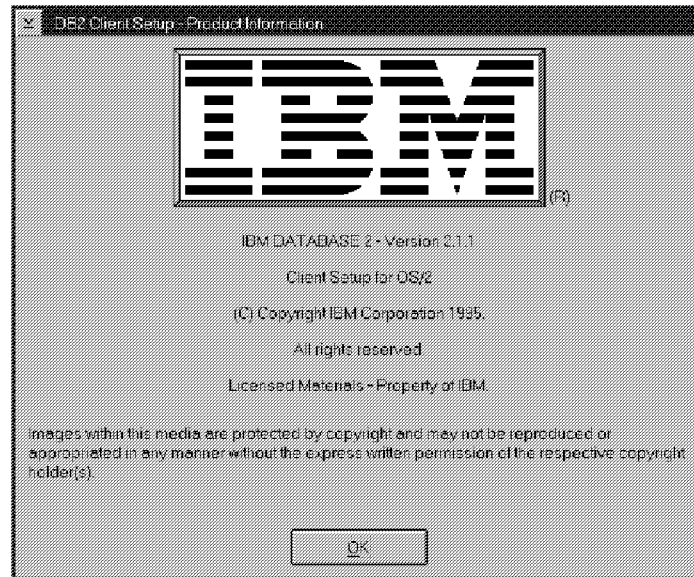 DB2 Client Setup - Product Information
IBM
(R)
IBM DATABASE 2 - Version 2.1.1
Client Setup for OS/2
(C) Copyright IBM Corporation 1995.
All rights reserved
Licensed Materials - Property of IBM.
Images within this media are protected by copyright and may not be reproduced or
appropriated in any manner without the express written permission of the respective copyright
holder(s).
OK